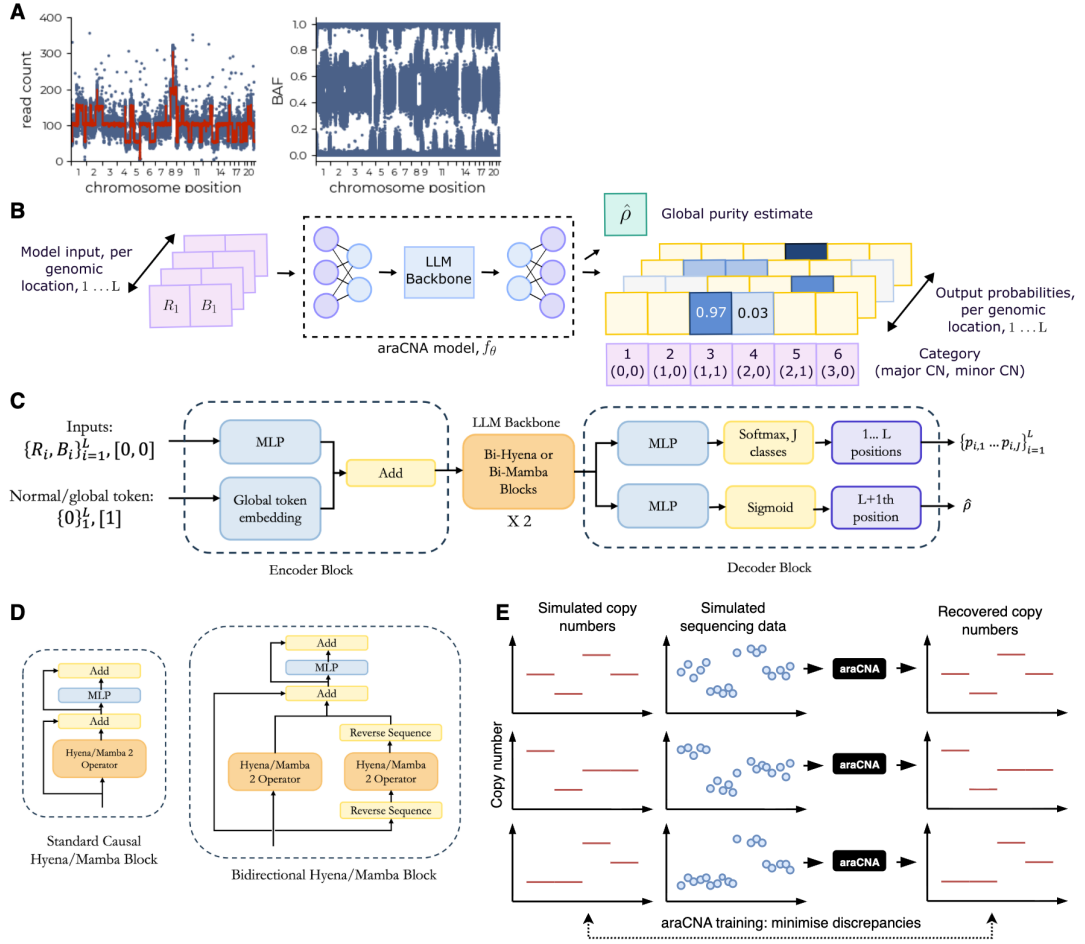 A
400
300
200
100
0
read count
1 2 3 4 5 6 7 8 9 11 14 17 20
chromosome position
1.0
0.8
0.6
0.4
0.2
0.0
BAF
1 2 3 4 5 6 7 8 9 11 14 17 20
chromosome position
B
Model input, per
genomic
location, 1 ... L
R₁ B₁
LLM
Backbone
araCNA model, fθ
ρ̂
Global purity estimate
0.97 0.03
1 2 3 4 5 6
(0,0) (1,0) (1,1) (2,0) (2,1) (3,0)
Output probabilities,
per genomic
location, 1 ... L
Category
(major CN, minor CN)
C
Inputs:
{Rᵢ, Bᵢ}ᴸᵢ₌₁, [0,0]
Normal/global token:
{0}ᴸ₁, [1]
MLP
Global token
embedding
Add
Encoder Block
LLM Backbone
Bi-Hyena or
Bi-Mamba
Blocks
X 2
MLP
Softmax, J
classes
1... L
positions
{pᵢ,₁ ... pᵢ,J}ᴸᵢ₌₁
MLP
Sigmoid
L+1th
position
ρ̂
Decoder Block
D
Add
MLP
Add
Hyena/Mamba 2
Operator
Standard Causal
Hyena/Mamba Block
Add
MLP
Add
Reverse Sequence
Hyena/Mamba
2 Operator
Hyena/Mamba
2 Operator
Reverse Sequence
Bidirectional Hyena/Mamba Block
E
Simulated copy
numbers
Simulated
sequencing data
Recovered copy
numbers
Copy number
araCNA
araCNA
araCNA
araCNA training: minimise discrepancies